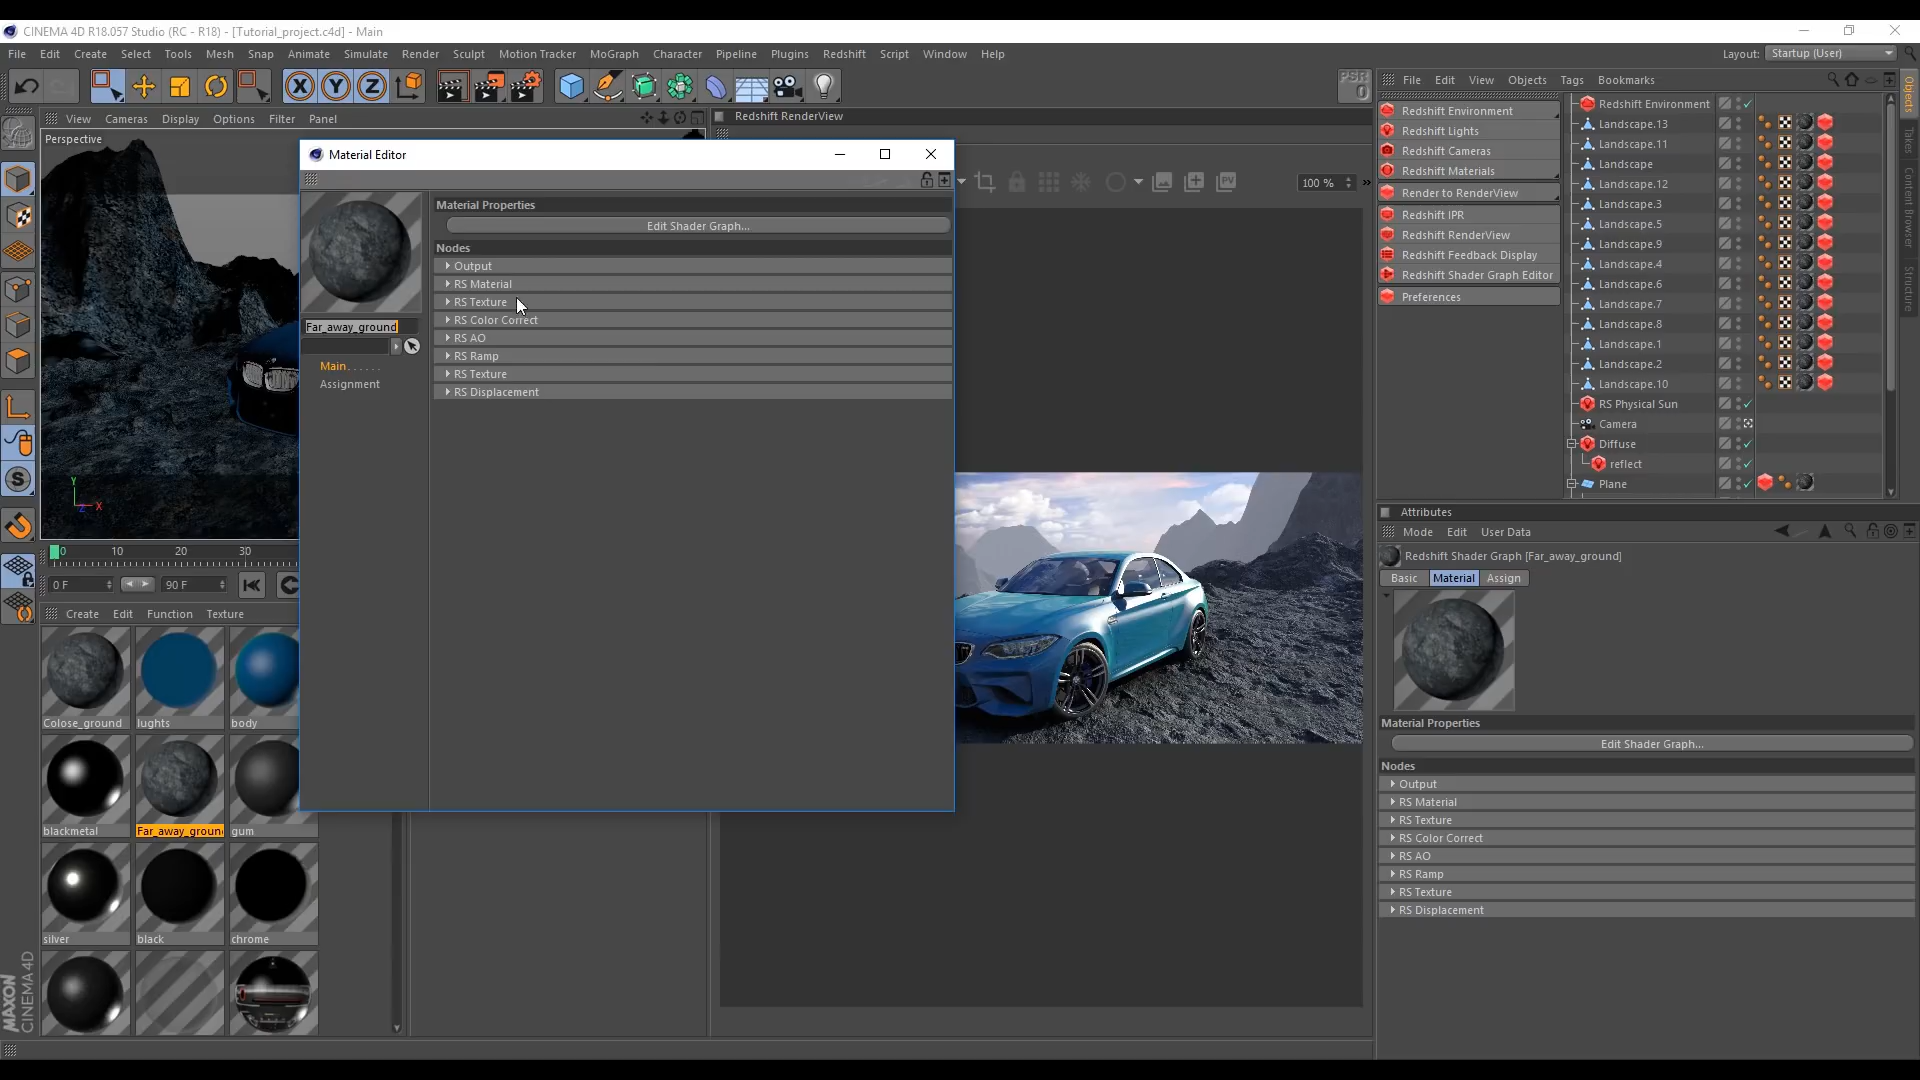 CINEMA 4D R18.057 Studio (RC - R18) - [Tutorial_project.c4d] - Main
File Edit Create Select Tools Mesh Snap Animate Simulate Render Sculpt Motion Tracker MoGraph Character Pipeline Plugins Redshift Script Window Help
Layout: Startup (User)
X Y Z
PSR
0
File Edit View Objects Tags Bookmarks
View Cameras Display Options Filter Panel
Redshift RenderView
Perspective
Material Editor
100 %
Material Properties
Edit Shader Graph...
Nodes
Output
RS Material
RS Texture
RS Color Correct
RS AO
RS Ramp
RS Texture
RS Displacement
Far_away_ground
Main......
Assignment
Y
X
Z
0 10 20 30
0 F
90 F
Create Edit Function Texture
Colose_ground
lughts
body
blackmetal
Far_away_groun
gum
silver
black
chrome
MAXON
CINEMA 4D
Redshift Environment
Redshift Lights
Redshift Cameras
Redshift Materials
Render to RenderView
Redshift IPR
Redshift RenderView
Redshift Feedback Display
Redshift Shader Graph Editor
Preferences
Redshift Environment
Landscape.13
Landscape.11
Landscape
Landscape.12
Landscape.3
Landscape.5
Landscape.9
Landscape.4
Landscape.6
Landscape.7
Landscape.8
Landscape.1
Landscape.2
Landscape.10
RS Physical Sun
Camera
Diffuse
reflect
Plane
Objects
Takes
Content Browser
Structure
Attributes
Mode Edit User Data
Redshift Shader Graph [Far_away_ground]
Basic Material Assign
Material Properties
Edit Shader Graph...
Nodes
Output
RS Material
RS Texture
RS Color Correct
RS AO
RS Ramp
RS Texture
RS Displacement